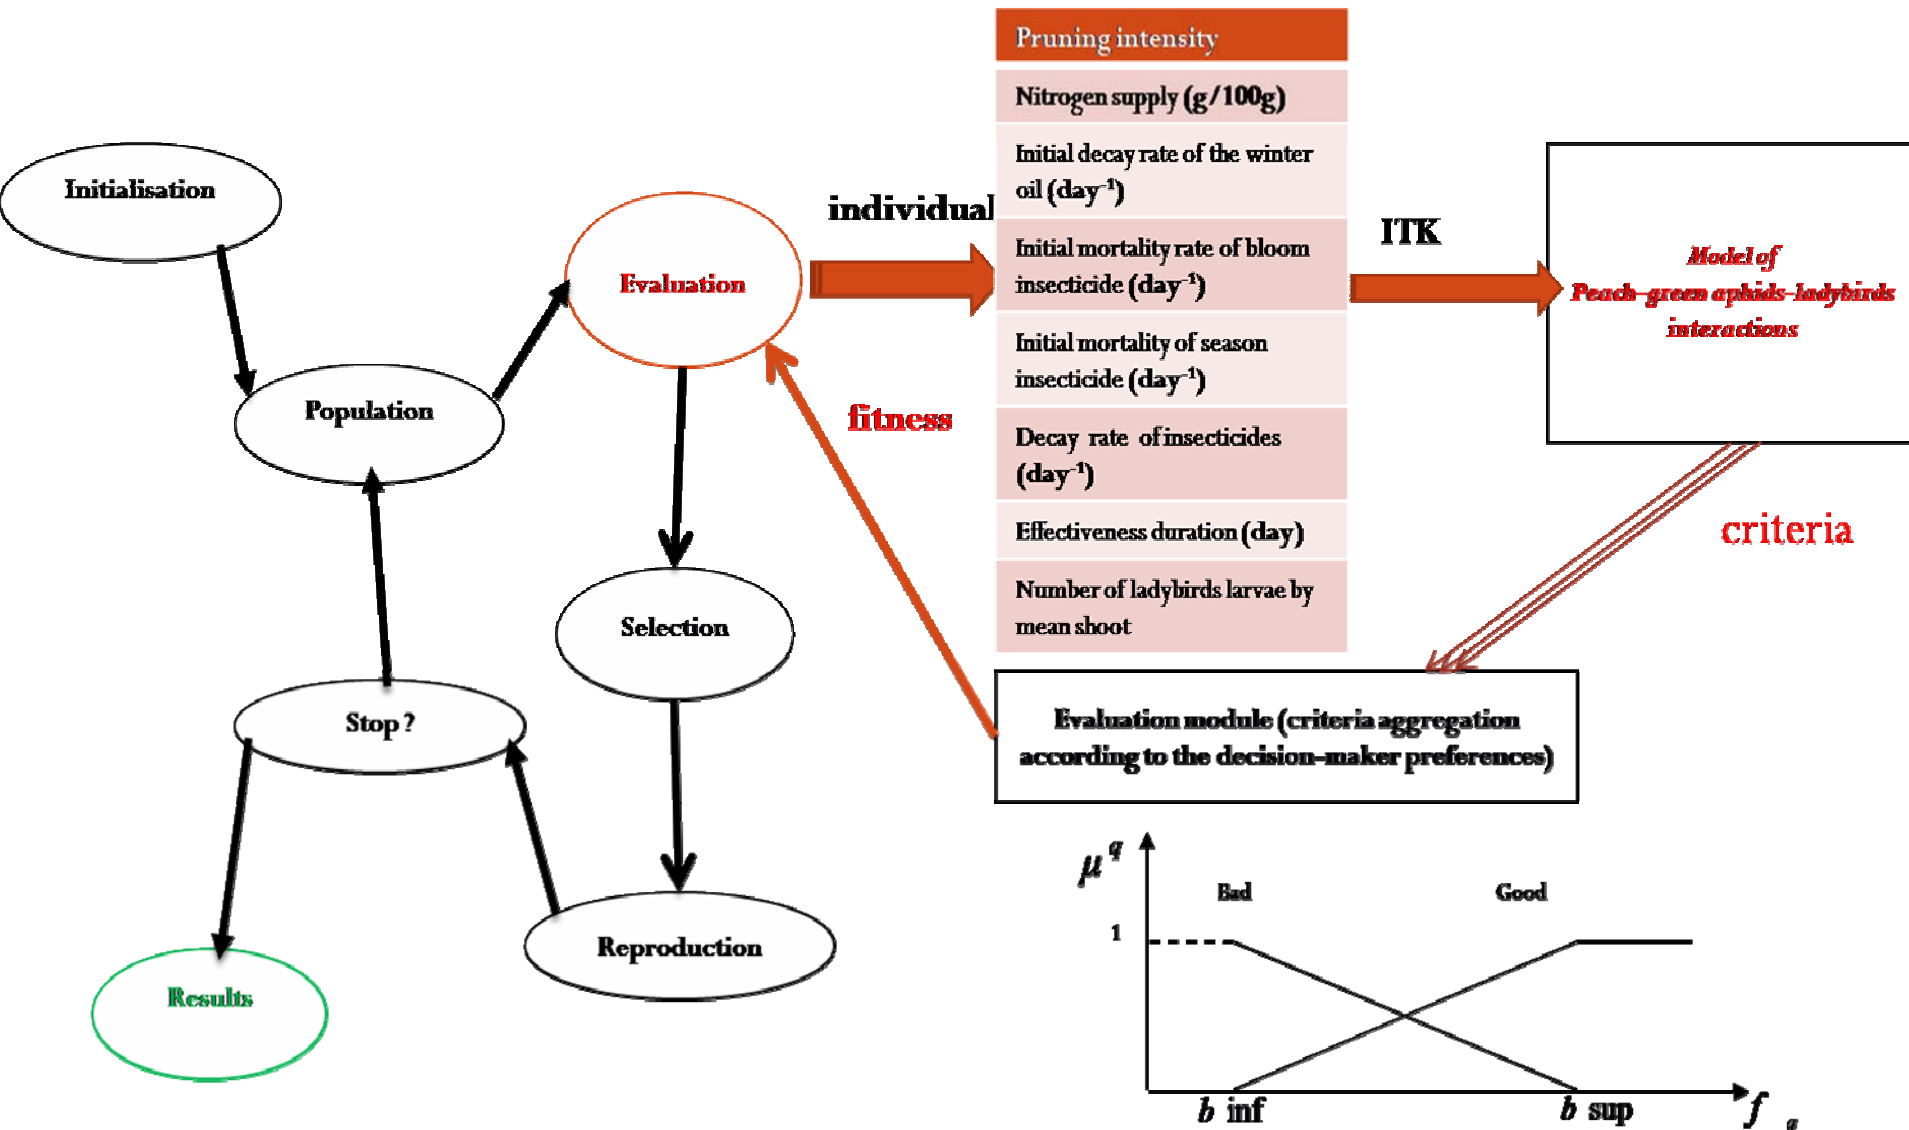 Pruning intensity
Nitrogen supply (g/100g)
Initial decay rate of the winter
oil (day⁻¹)
Initial mortality rate of bloom
insecticide (day⁻¹)
Initial mortality of season
insecticide (day⁻¹)
Decay rate of insecticides
(day⁻¹)
Effectiveness duration (day)
Number of ladybirds larvae by
mean shoot
Initialisation
Population
Evaluation
individual
ITK
Model of
Peach-green aphids-ladybirds
interactions
fitness
criteria
Selection
Stop ?
Reproduction
Results
Evaluation module (criteria aggregation
according to the decision-maker preferences)
μ q
Bad
Good
1
b inf
b sup
f q